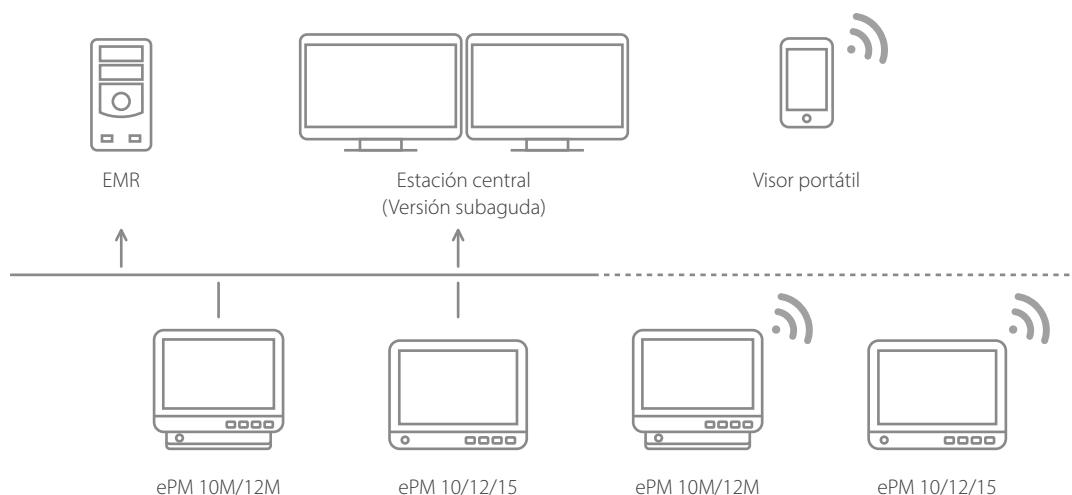 EMR
Estación central
(Versión subaguda)
Visor portátil
ePM 10M/12M
ePM 10/12/15
ePM 10M/12M
ePM 10/12/15